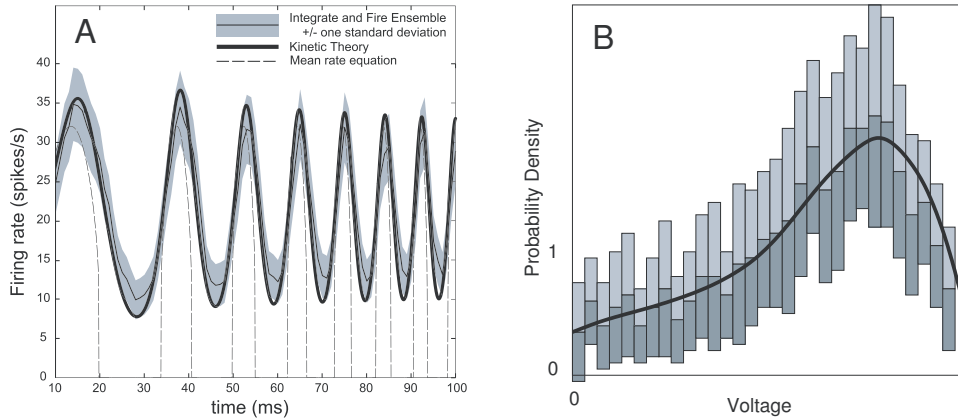 A
Integrate and Fire Ensemble
+/- one standard deviation
Kinetic Theory
Mean rate equation
Firing rate (spikes/s)
40
35
30
25
20
15
10
5
0
10 20 30 40 50 60 70 80 90 100
time (ms)
B
Probability Density
1
0
0
Voltage